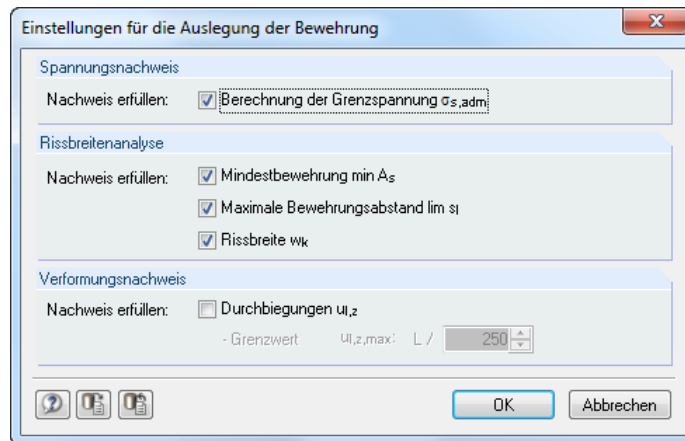 Einstellungen für die Auslegung der Bewehrung
Spannungsnachweis
Nachweis erfüllen: Berechnung der Grenzspannung σs,adm
Rissbreitenanalyse
Nachweis erfüllen: Mindestbewehrung min As
Maximale Bewehrungsabstand lim sl
Rissbreite wk
Verformungsnachweis
Nachweis erfüllen: Durchbiegungen ul,z
- Grenzwert ul,z,max: L / 250
OK Abbrechen